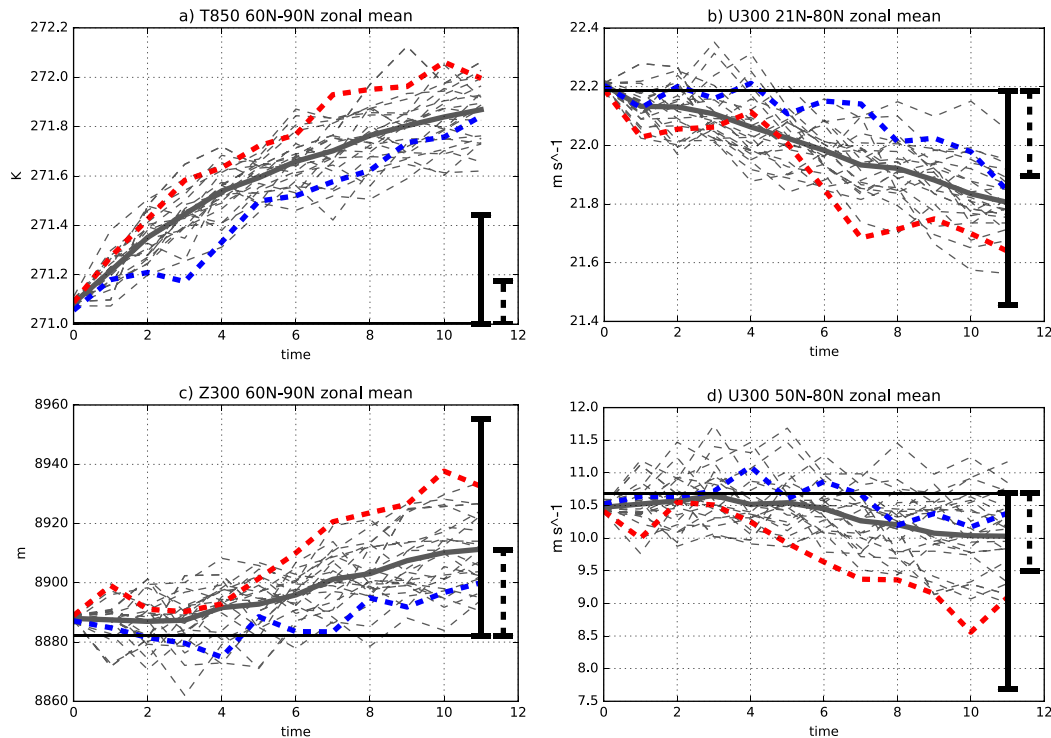 a) T850 60N-90N zonal mean
272.2
272.0
271.8
271.6
271.4
271.2
271.0
K
0 2 4 6 8 10 12
time
b) U300 21N-80N zonal mean
22.4
22.2
22.0
21.8
21.6
21.4
m s^-1
0 2 4 6 8 10 12
time
c) Z300 60N-90N zonal mean
8960
8940
8920
8900
8880
8860
m
0 2 4 6 8 10 12
time
d) U300 50N-80N zonal mean
12.0
11.5
11.0
10.5
10.0
9.5
9.0
8.5
8.0
7.5
m s^-1
0 2 4 6 8 10 12
time